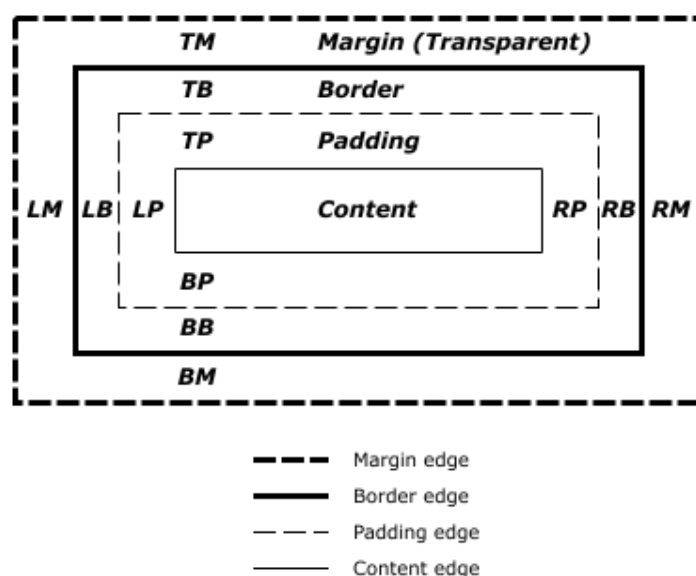 TM Margin (Transparent)
TB Border
TP Padding
LM LB LP Content RP RB RM
BP
BB
BM
Margin edge
Border edge
Padding edge
Content edge